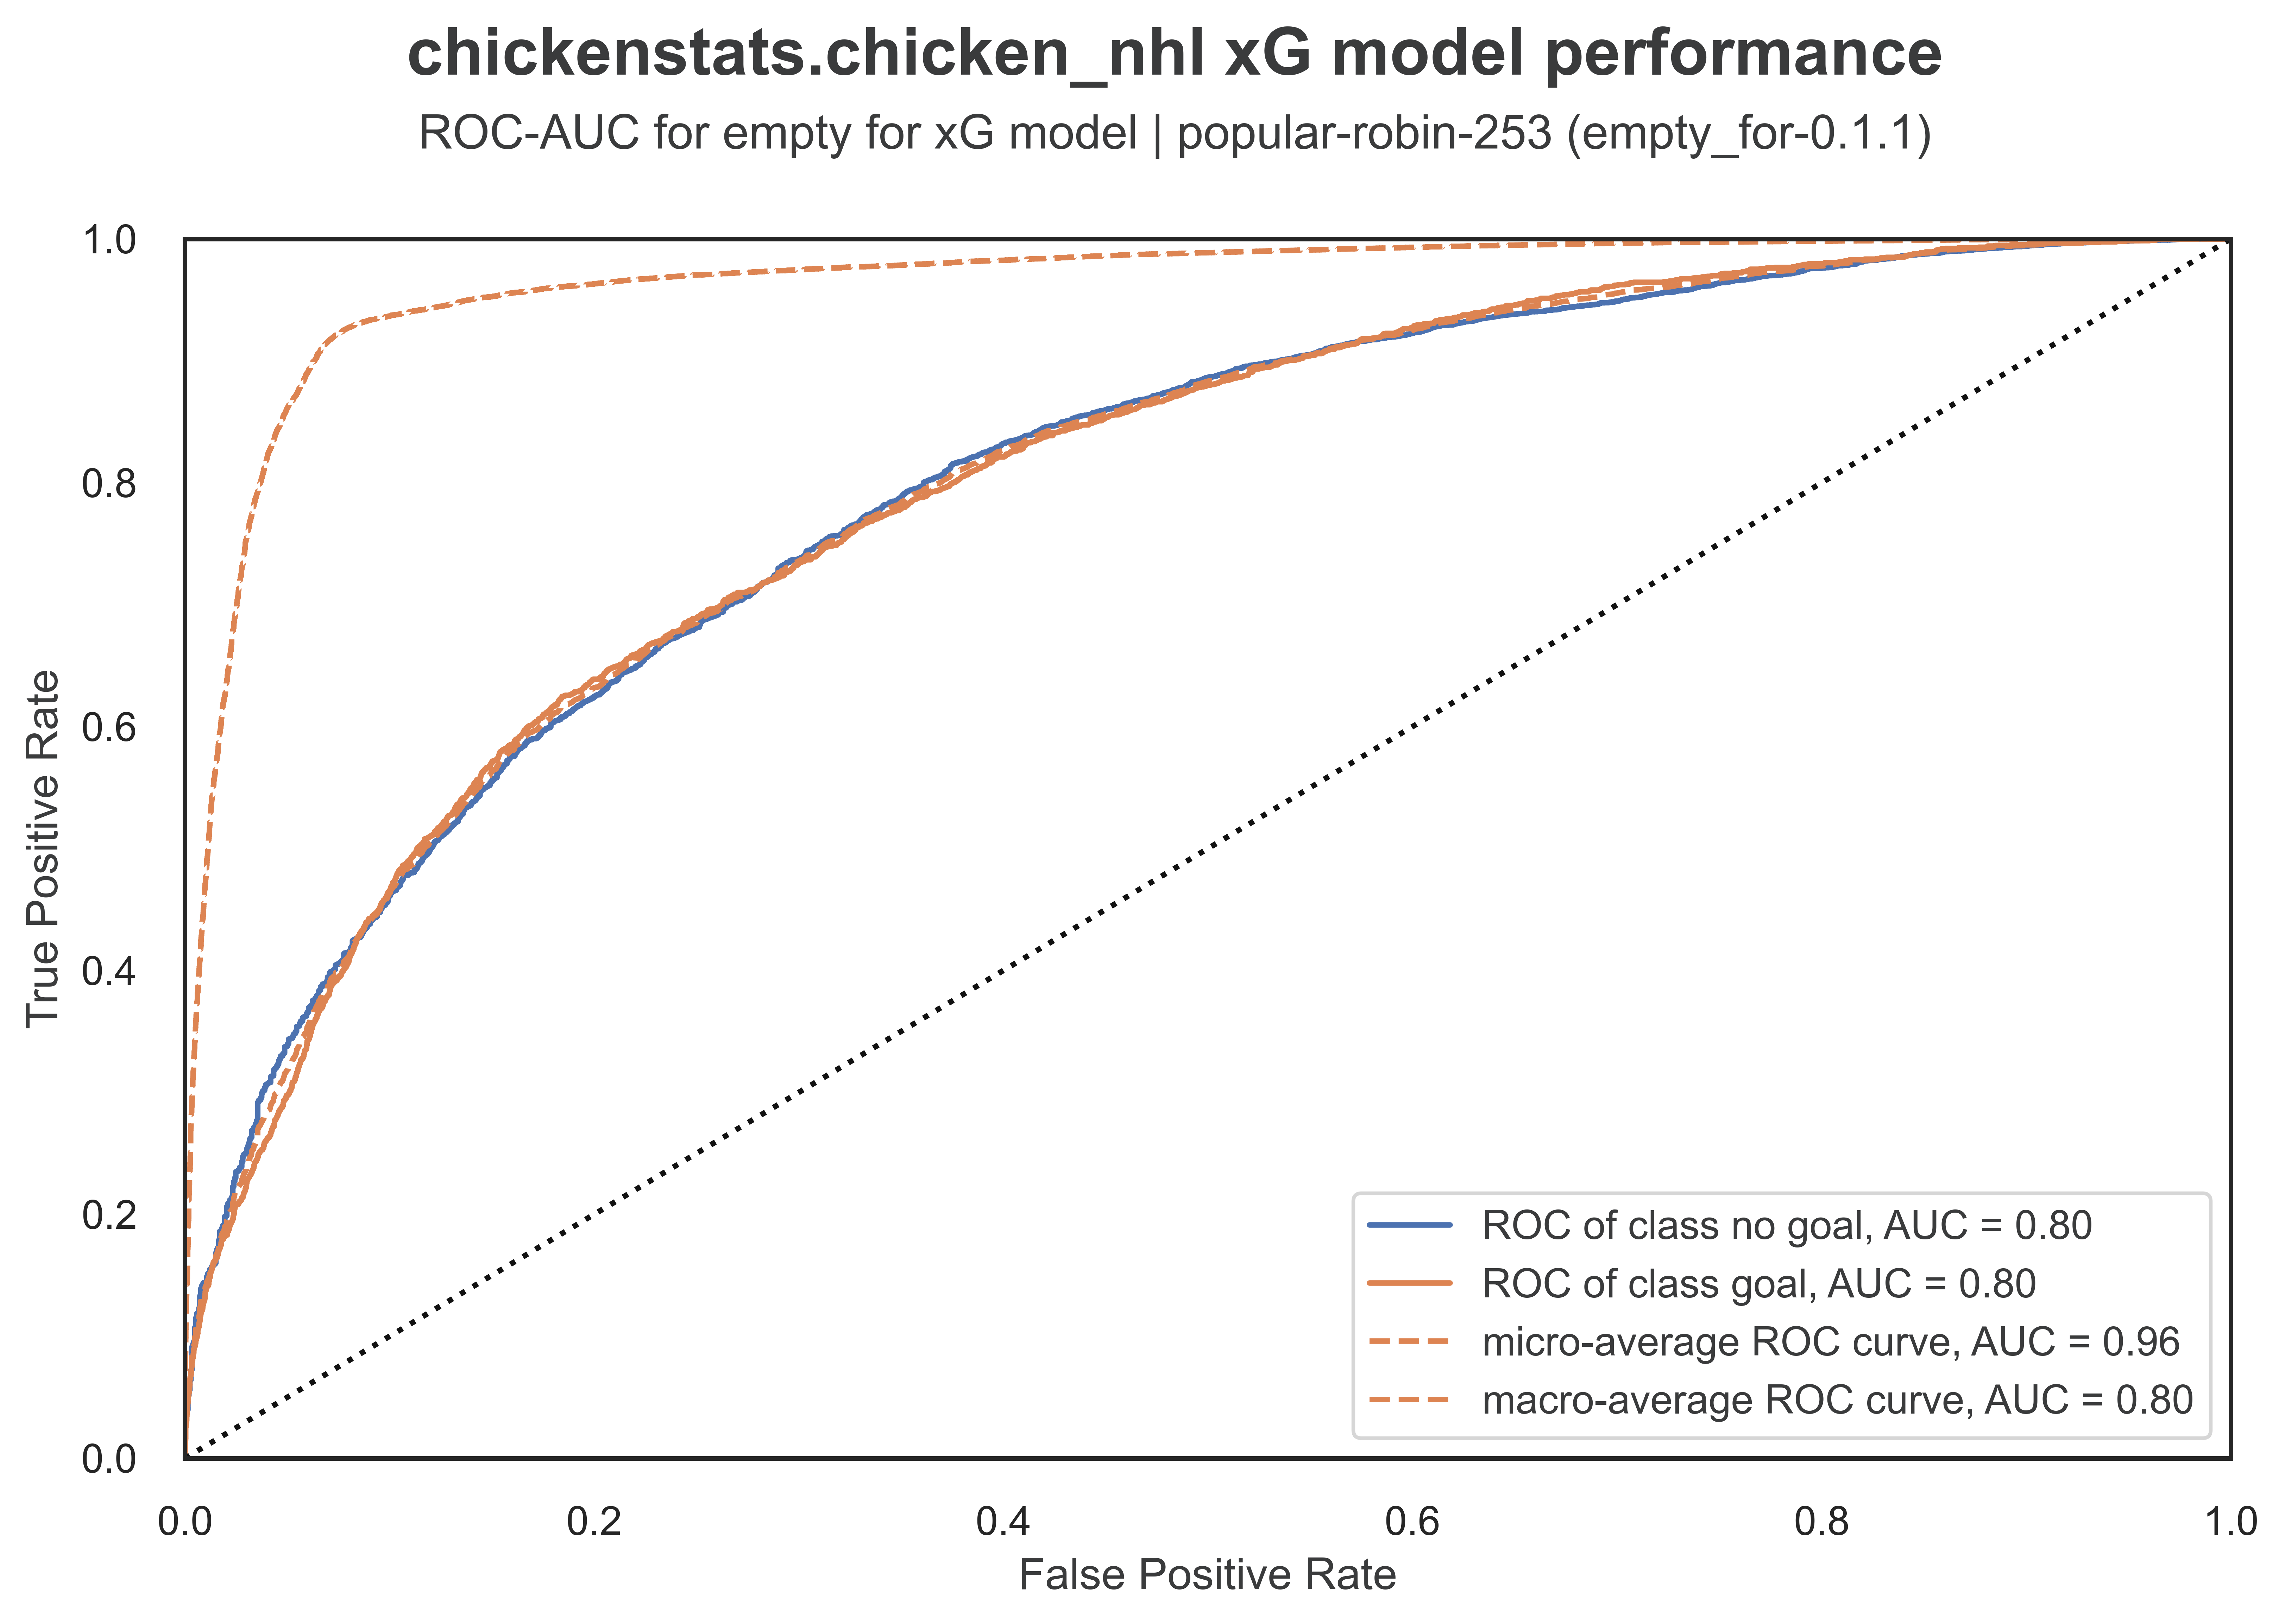 chickenstats.chicken_nhl xG model performance
ROC-AUC for empty for xG model | popular-robin-253 (empty_for-0.1.1)
True Positive Rate
1.0
0.8
0.6
0.4
0.2
0.0
ROC of class no goal, AUC = 0.80
ROC of class goal, AUC = 0.80
micro-average ROC curve, AUC = 0.96
macro-average ROC curve, AUC = 0.80
0.0 0.2 0.4 0.6 0.8 1.0
False Positive Rate